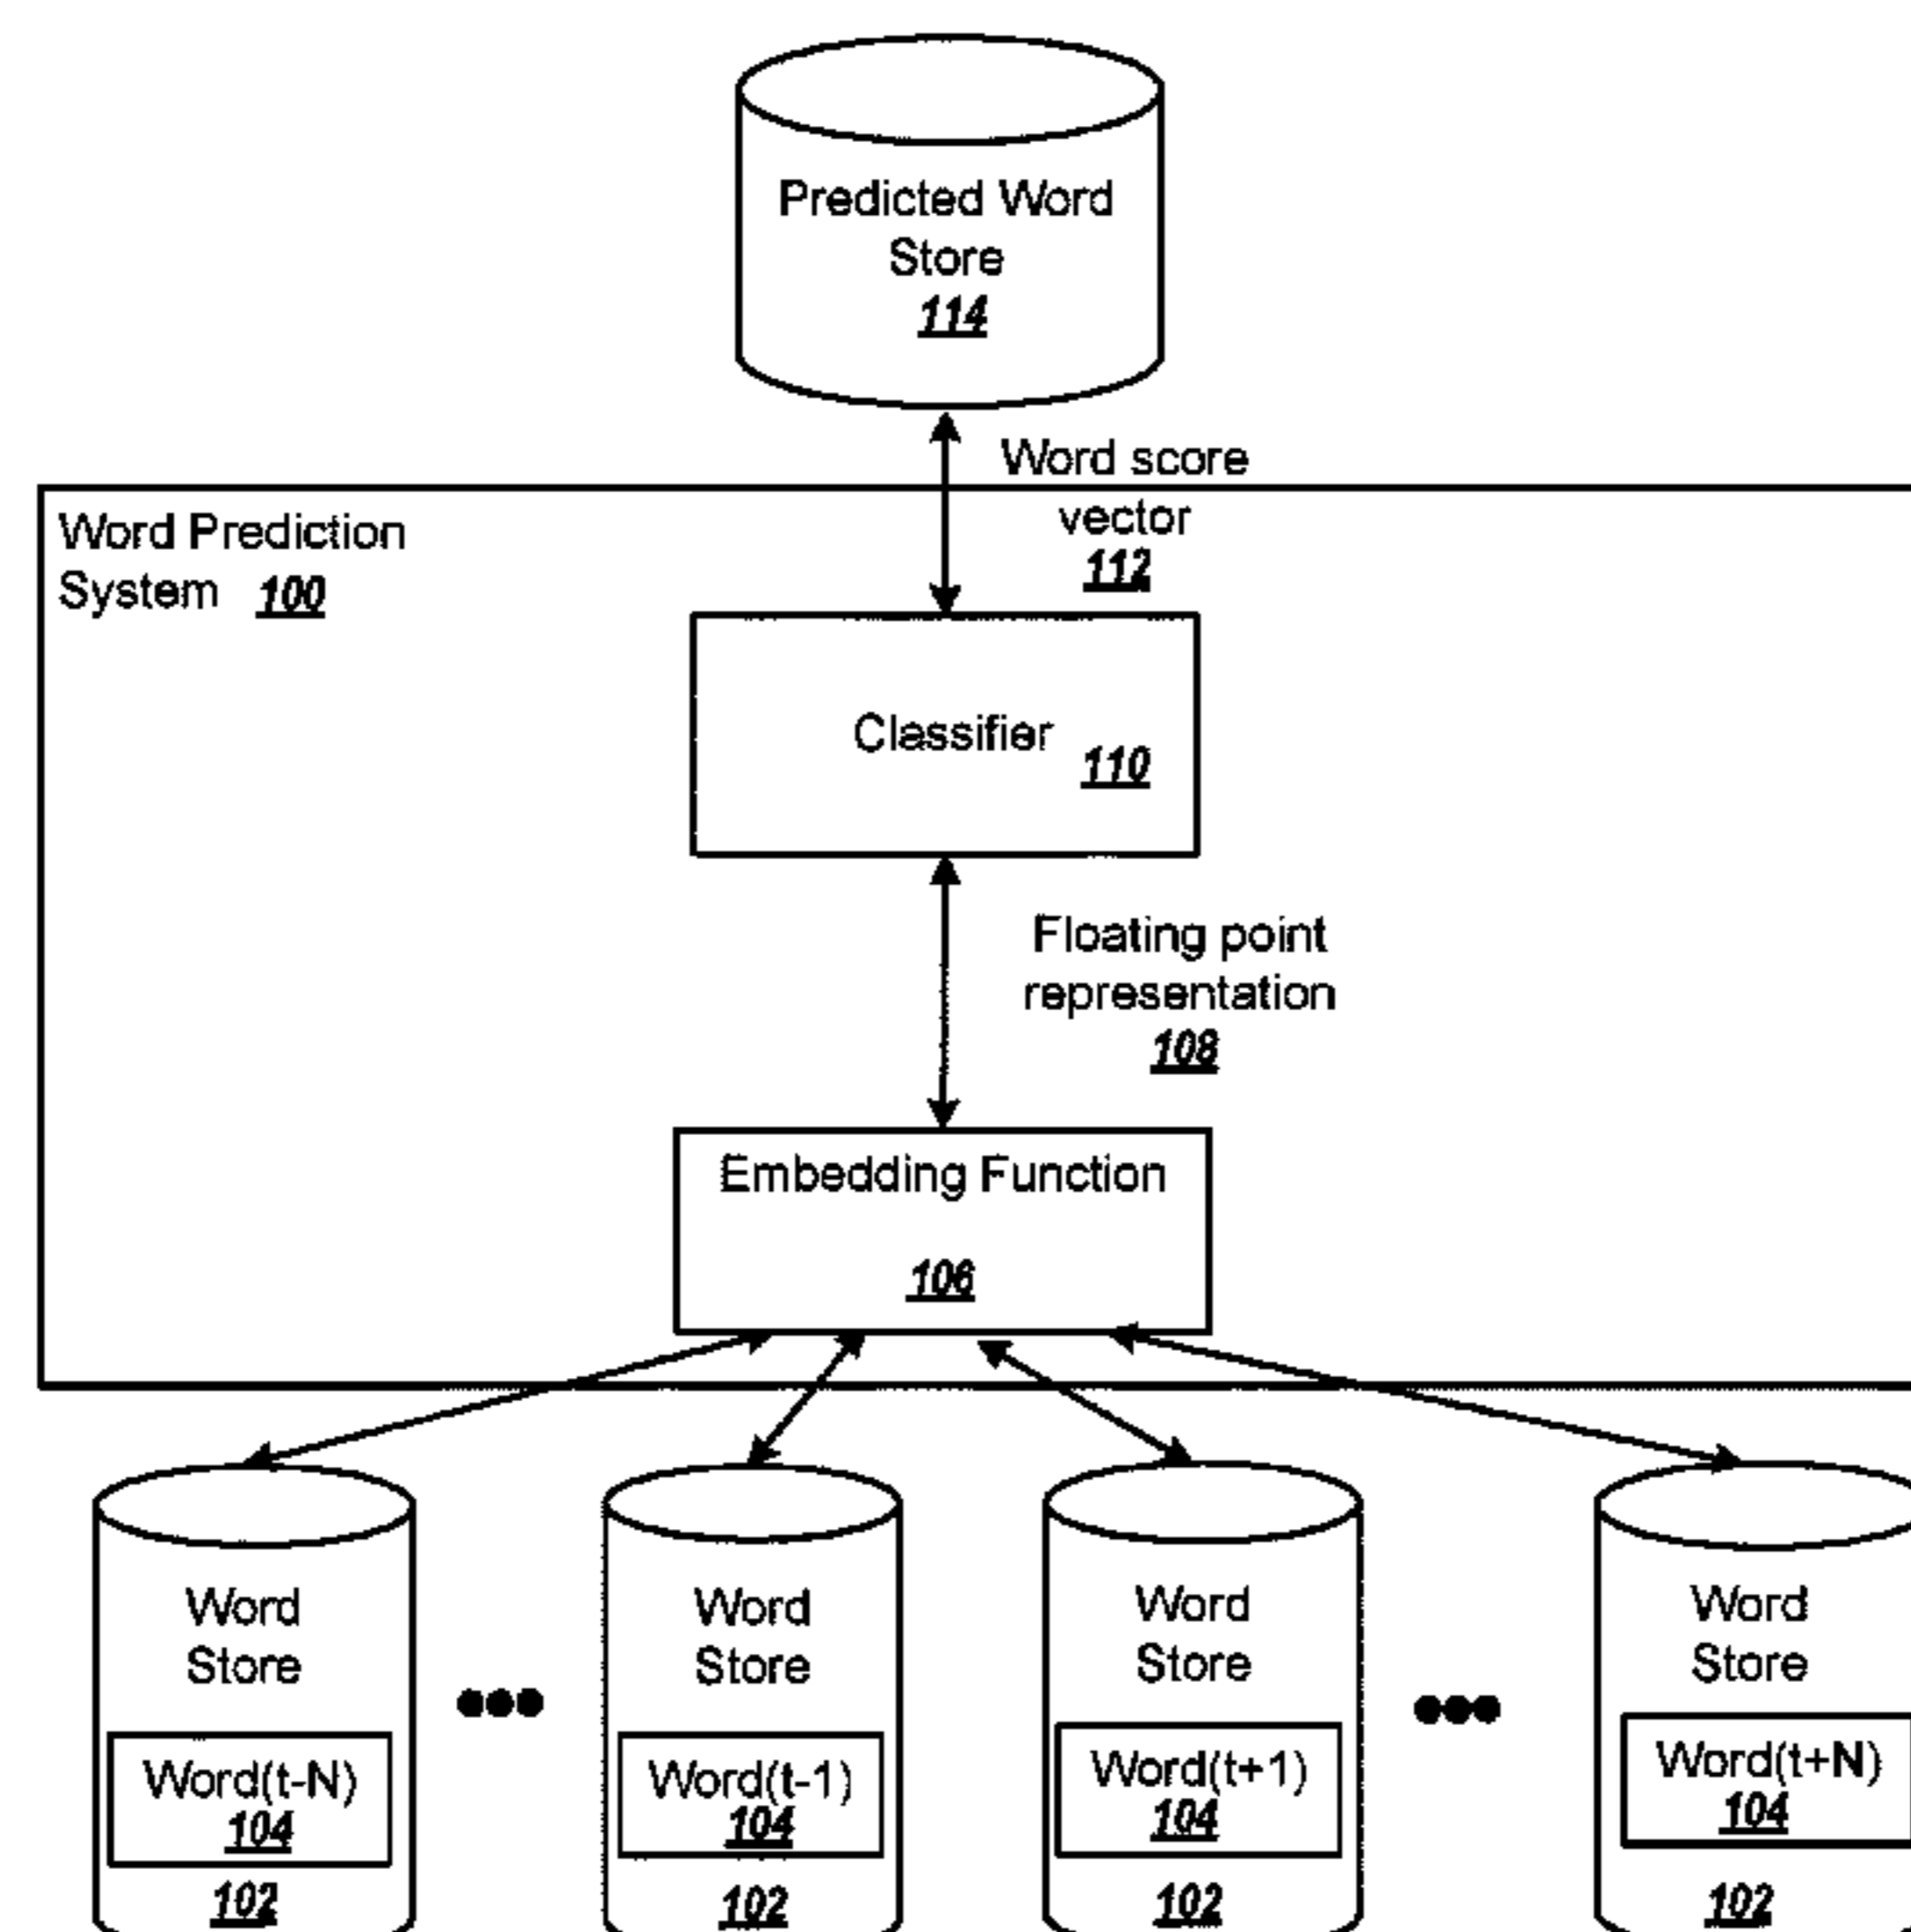 Predicted Word
Store
114
Word score
vector
112
Word Prediction
System 100
Classifier 110
Floating point
representation
108
Embedding Function
106
Word
Store
Word(t-N)
104
102
Word
Store
Word(t-1)
104
102
Word
Store
Word(t+1)
104
102
Word
Store
Word(t+N)
104
102